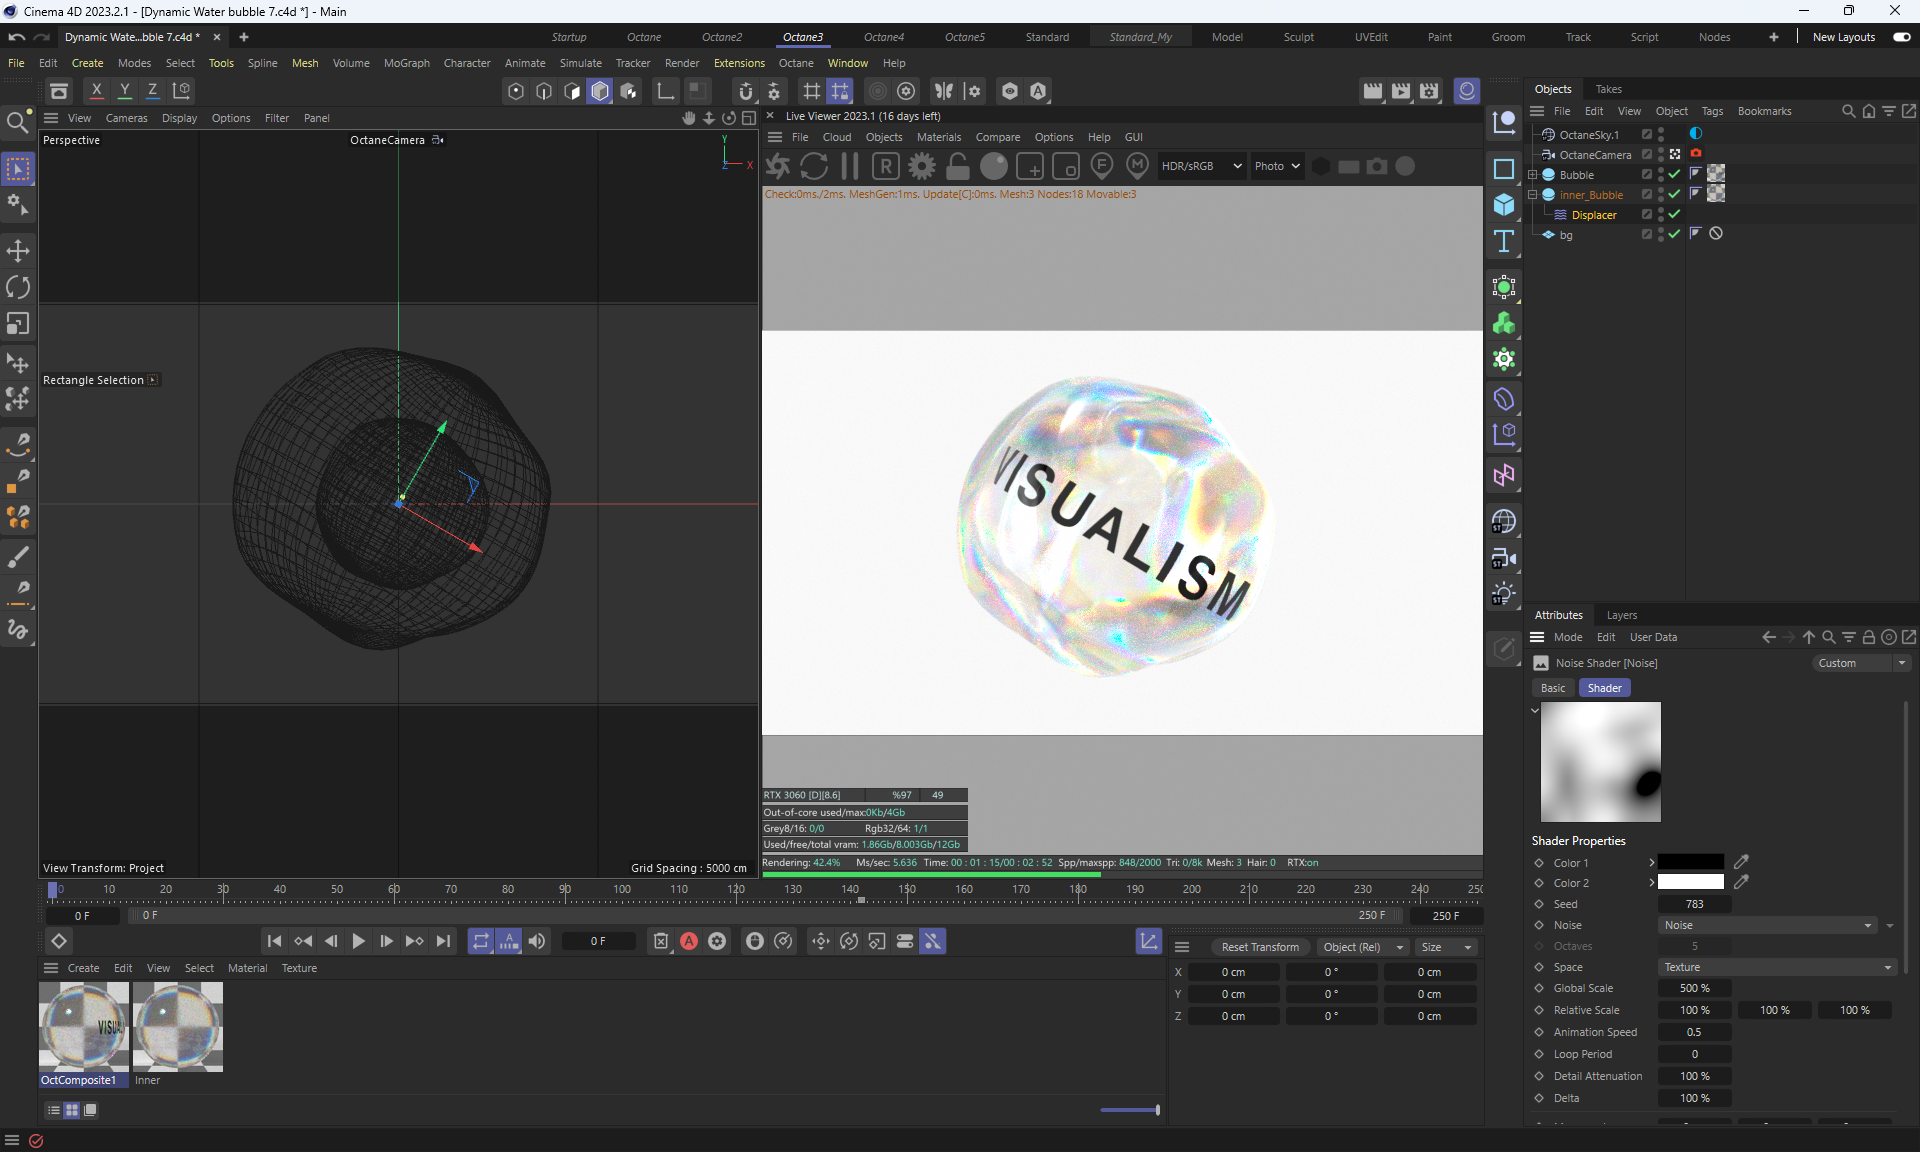 Cinema 4D 2023.2.1 - [Dynamic Water bubble 7.c4d *] - Main
Dynamic Wate...bble 7.c4d *
Startup Octane Octane2 Octane3 Octane4 Octane5 Standard Standard_My Model Sculpt UVEdit Paint Groom Track Script Nodes New Layouts
File Edit Create Modes Select Tools Spline Mesh Volume MoGraph Character Animate Simulate Tracker Render Extensions Octane Window Help
X Y Z
View Cameras Display Options Filter Panel
Perspective
OctaneCamera
Y
X
Z
Rectangle Selection
View Transform: Project
Grid Spacing : 5000 cm
Live Viewer 2023.1 (16 days left)
File Cloud Objects Materials Compare Options Help GUI
R F M HDR/sRGB Photo
Check:0ms./2ms. MeshGen:1ms. Update[C]:0ms. Mesh:3 Nodes:18 Movable:3
VISUALISM
RTX 3060 [D][8.6] %97 49
Out-of-core used/max:0Kb/4Gb
Grey8/16: 0/0 Rgb32/64: 1/1
Used/free/total vram: 1.86Gb/8.003Gb/12Gb
Rendering: 42.4% Ms/sec: 5.636 Time: 00 : 01 : 15/00 : 02 : 52 Spp/maxspp: 848/2000 Tri: 0/8k Mesh: 3 Hair: 0 RTX:on
Objects Takes
File Edit View Object Tags Bookmarks
OctaneSky.1
OctaneCamera
Bubble
inner_Bubble
Displacer
bg
T
ST
ST
ST
Attributes Layers
Mode Edit User Data
Noise Shader [Noise]
Custom
Basic Shader
Shader Properties
Color 1
Color 2
Seed 783
Noise Noise
Octaves 5
Space Texture
Global Scale 500 %
Relative Scale 100 % 100 % 100 %
Animation Speed 0.5
Loop Period 0
Detail Attenuation 100 %
Delta 100 %
0 10 20 30 40 50 60 70 80 90 100 110 120 130 140 150 160 170 180 190 200 210 220 230 240
0 F 0 F 250 F 250 F
0 F
Create Edit View Select Material Texture
VISUAL
OctComposite1 Inner
Reset Transform Object (Rel) Size
X 0 cm 0 ° 0 cm
Y 0 cm 0 ° 0 cm
Z 0 cm 0 ° 0 cm